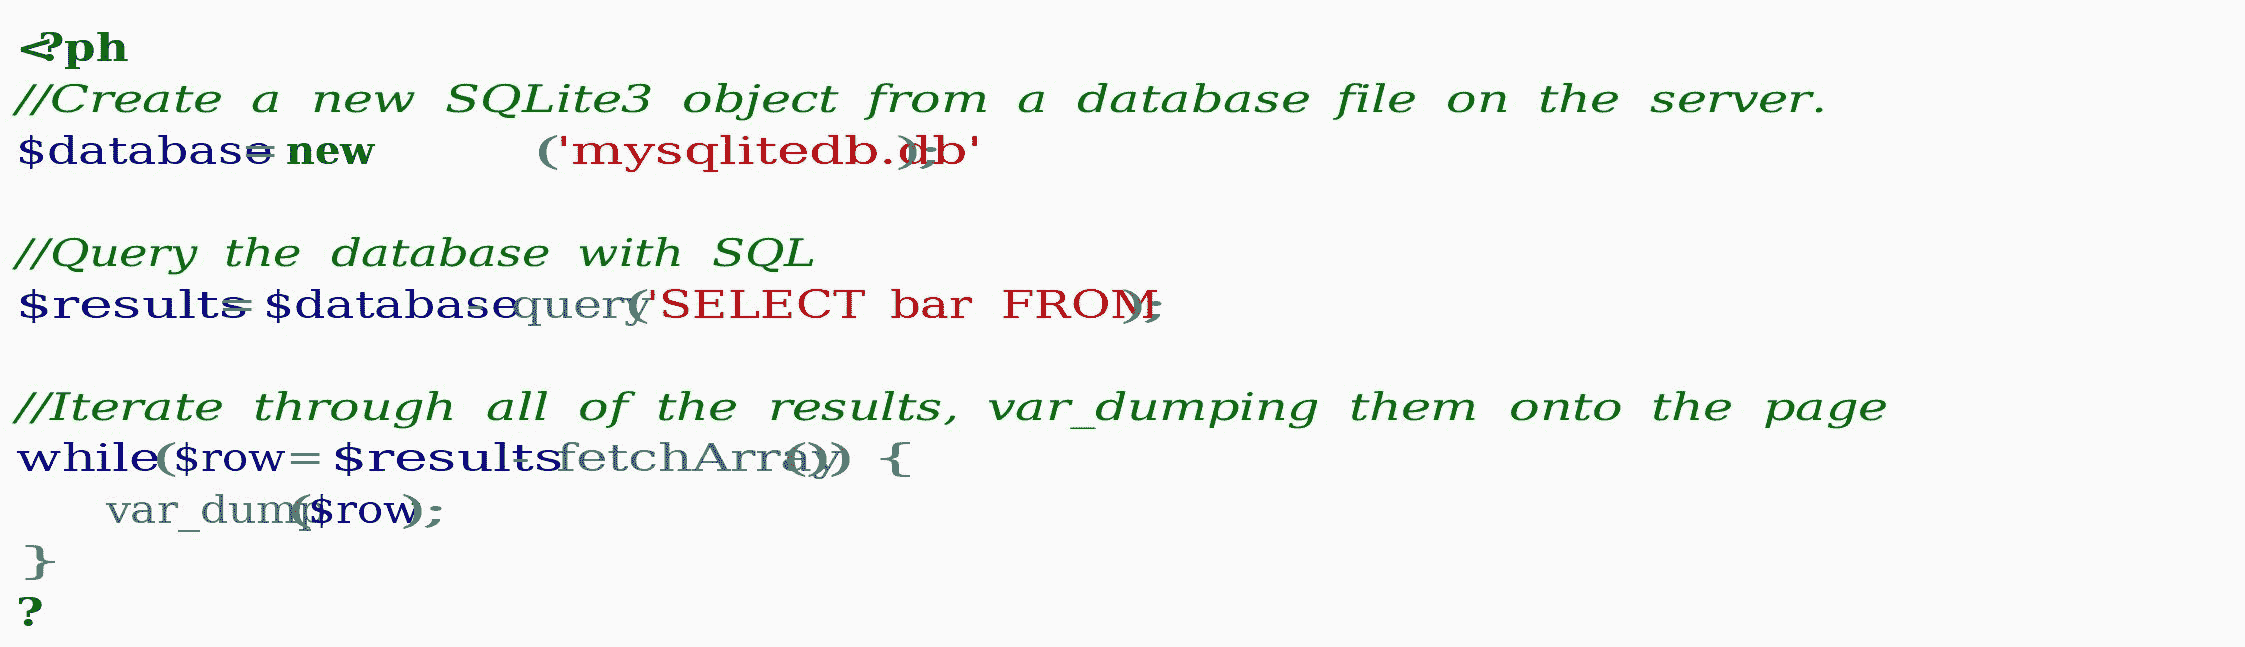 <?ph
//Create a new SQLite3 object from a database file on the server.
$database= new ('mysqlitedb.db');

//Query the database with SQL
$results= $database-query('SELECT bar FROM);

//Iterate through all of the results, var_dumping them onto the page
while($row= $results-fetchArray()) {
    var_dump($row);
}
?